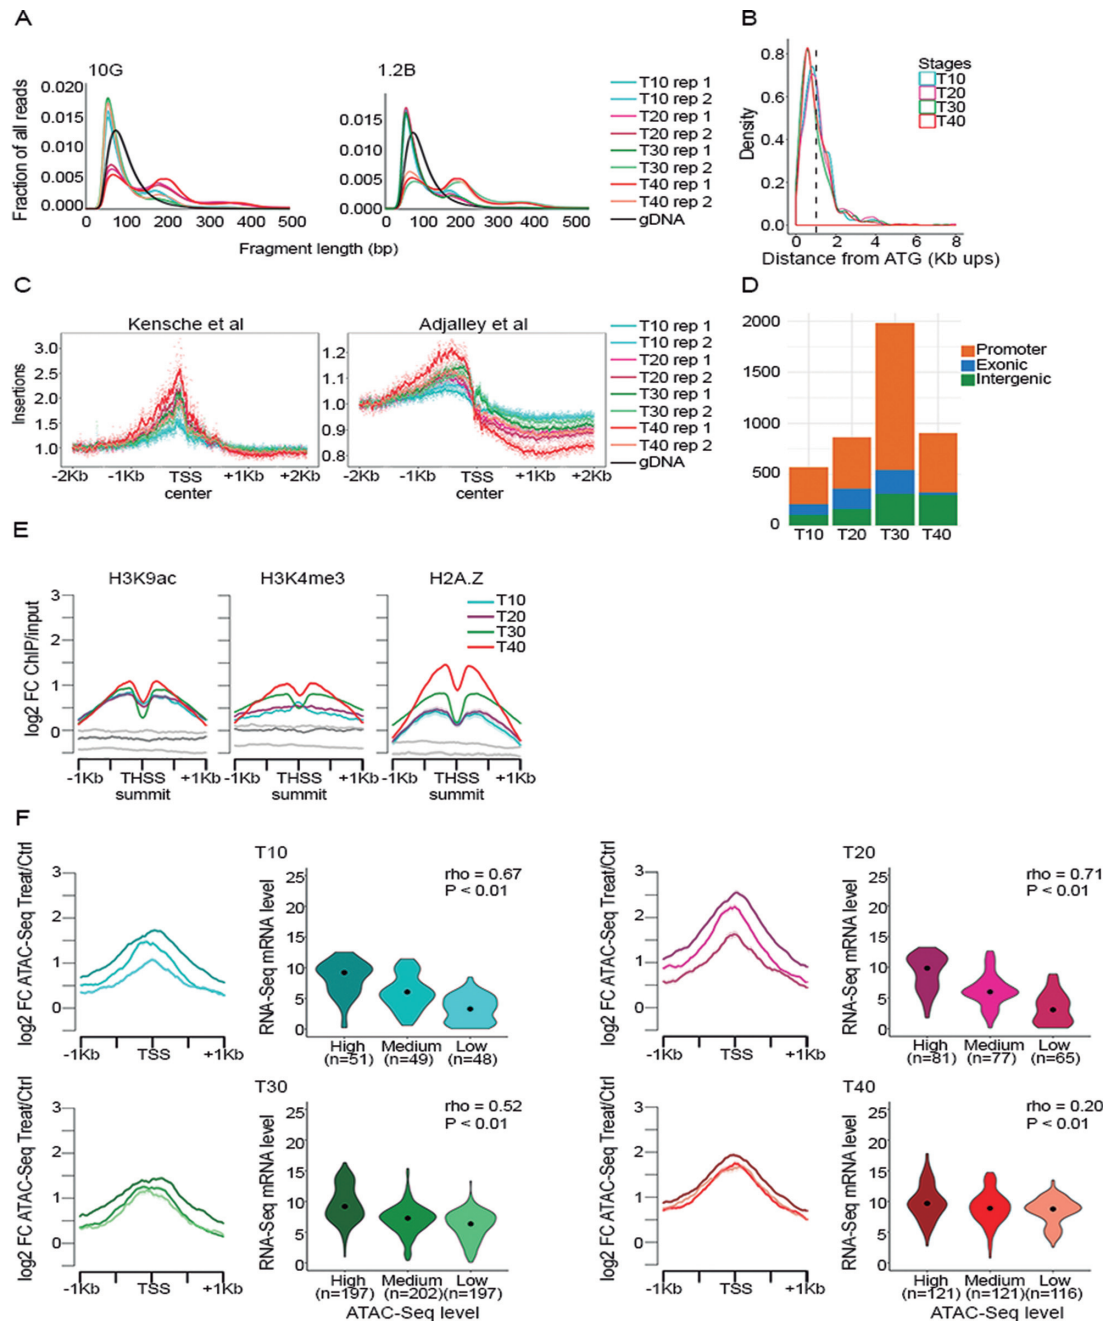 A
10G
1.2B
Fraction of all reads
0.020
0.015
0.010
0.005
0.000
0 100 200 300 400 500
0.015
0.010
0.005
0.000
0 100 200 300 400 500
Fragment length (bp)
T10 rep 1
T10 rep 2
T20 rep 1
T20 rep 2
T30 rep 1
T30 rep 2
T40 rep 1
T40 rep 2
gDNA
B
Density
0.8
0.6
0.4
0.2
0.0
0 2 4 6 8
Distance from ATG (Kb ups)
Stages
T10
T20
T30
T40
C
Kensche et al
Adjalley et al
Insertions
3.0
2.5
2.0
1.5
1.0
-2Kb -1Kb TSS +1Kb +2Kb
center
1.2
1.1
1.0
0.9
0.8
-2Kb -1Kb TSS +1Kb +2Kb
center
T10 rep 1
T10 rep 2
T20 rep 1
T20 rep 2
T30 rep 1
T30 rep 2
T40 rep 1
T40 rep 2
gDNA
D
2000
1500
1000
500
0
T10 T20 T30 T40
Promoter
Exonic
Intergenic
E
H3K9ac
H3K4me3
H2A.Z
log2 FC ChIP/input
3
2
1
0
-1Kb THSS +1Kb
summit
-1Kb THSS +1Kb
summit
-1Kb THSS +1Kb
summit
T10
T20
T30
T40
F
T10
log2 FC ATAC-Seq Treat/Ctrl
3
2
1
0
-1Kb TSS +1Kb
RNA-Seq mRNA level
25
20
15
10
5
0
rho = 0.67
P < 0.01
High Medium Low
(n=51) (n=49) (n=48)
T20
log2 FC ATAC-Seq Treat/Ctrl
3
2
1
0
-1Kb TSS +1Kb
RNA-Seq mRNA level
25
20
15
10
5
0
rho = 0.71
P < 0.01
High Medium Low
(n=81) (n=77) (n=65)
T30
log2 FC ATAC-Seq Treat/Ctrl
3
2
1
0
-1Kb TSS +1Kb
RNA-Seq mRNA level
25
20
15
10
5
0
rho = 0.52
P < 0.01
High Medium Low
(n=197) (n=202)(n=197)
ATAC-Seq level
T40
log2 FC ATAC-Seq Treat/Ctrl
3
2
1
0
-1Kb TSS +1Kb
RNA-Seq mRNA level
25
20
15
10
5
0
rho = 0.20
P < 0.01
High Medium Low
(n=121) (n=121)(n=116)
ATAC-Seq level